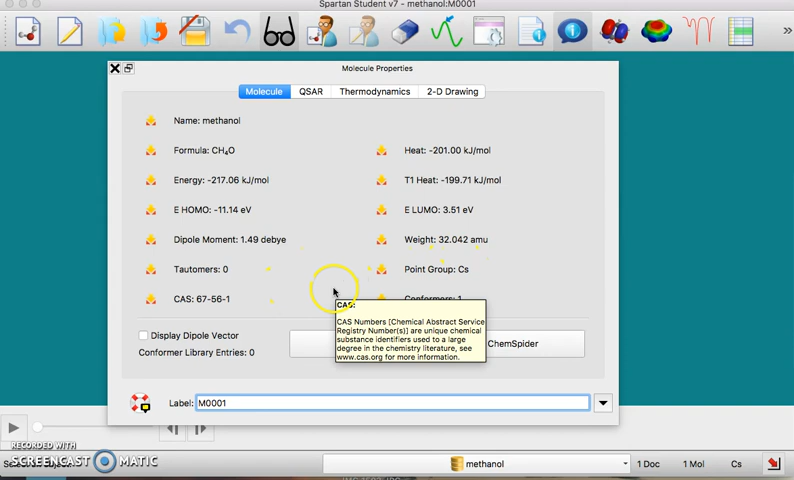 Spartan Student v7 - methanol:M0001
Molecule Properties
Molecule QSAR Thermodynamics 2-D Drawing
Name: methanol
Formula: CH₄O
Heat: -201.00 kJ/mol
Energy: -217.06 kJ/mol
T1 Heat: -199.71 kJ/mol
E HOMO: -11.14 eV
E LUMO: 3.51 eV
Dipole Moment: 1.49 debye
Weight: 32.042 amu
Tautomers: 0
Point Group: Cs
CAS: 67-56-1
Conformers: 1
CAS:
CAS Numbers [Chemical Abstract Service
Registry Number(s)] are unique chemical
substance identifiers used to a large
degree in the chemistry literature, see
www.cas.org for more information.
Display Dipole Vector
Conformer Library Entries: 0
ChemSpider
Label: M0001
RECORDED WITH
SCREENCAST MATIC
methanol
1 Doc
1 Mol
Cs